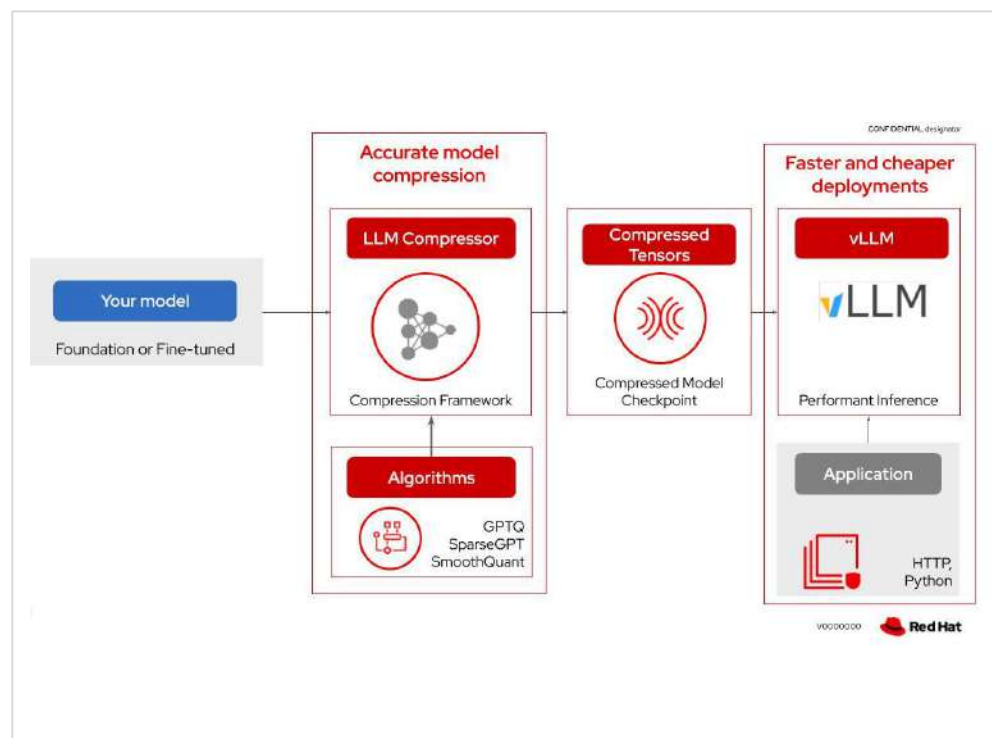 CONFIDENTIAL designator
Accurate model
compression
Faster and cheaper
deployments
LLM Compressor
Compressed
Tensors
vLLM
Your model
vLLM
Foundation or Fine-tuned
Compression Framework
Compressed Model
Checkpoint
Performant Inference
Algorithms
Application
GPTQ
SparseGPT
SmoothQuant
HTTP,
Python
V0000000
Red Hat